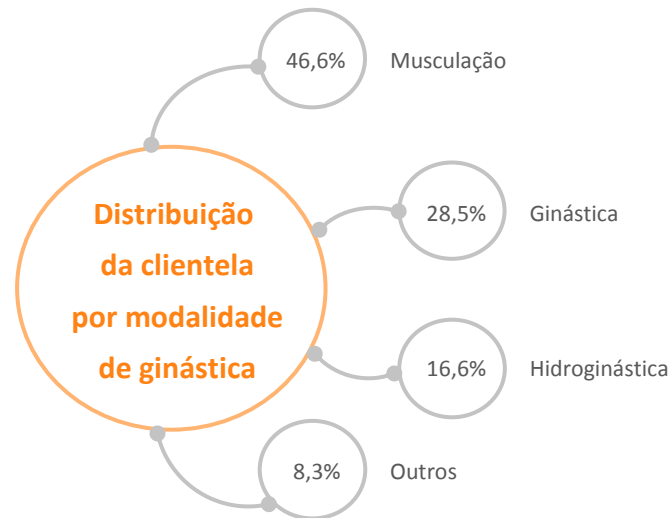 46,6% Musculação
Distribuição
da clientela
por modalidade
de ginástica
28,5% Ginástica
16,6% Hidroginástica
8,3% Outros